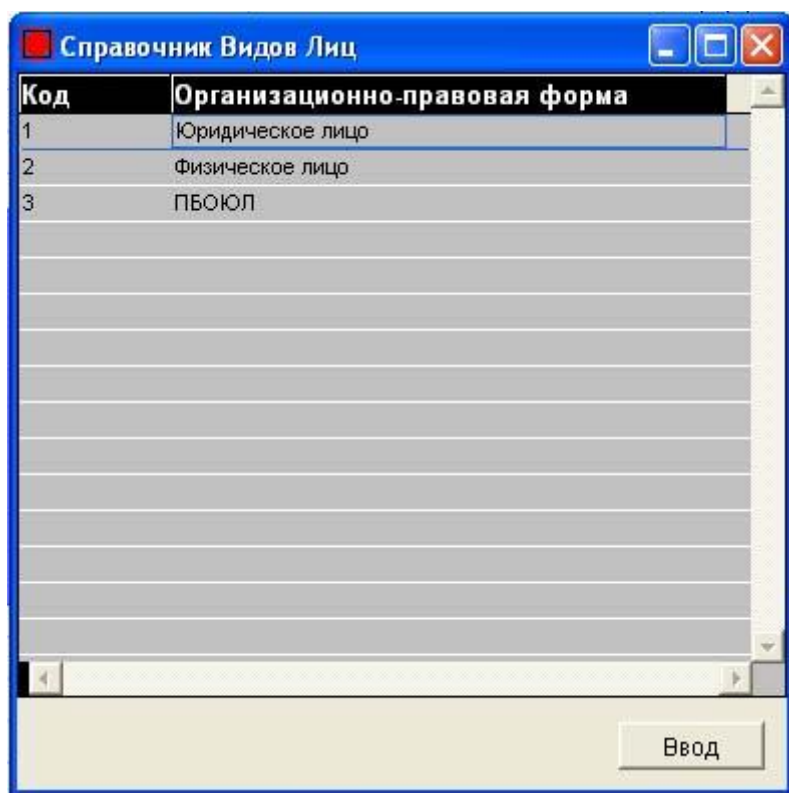 Справочник Видов Лиц
Код Организационно-правовая форма
1 Юридическое лицо
2 Физическое лицо
3 ПБОЮЛ
Ввод